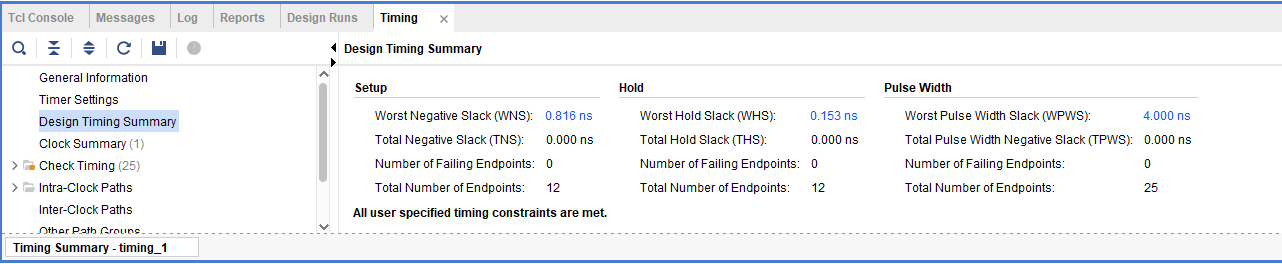 Tcl Console Messages Log Reports Design Runs Timing
Design Timing Summary
General Information
Timer Settings
Design Timing Summary
Clock Summary (1)
Check Timing (25)
Intra-Clock Paths
Inter-Clock Paths
Other Path Groups
Setup Hold Pulse Width
Worst Negative Slack (WNS): 0.816 ns Worst Hold Slack (WHS): 0.153 ns Worst Pulse Width Slack (WPWS): 4.000 ns
Total Negative Slack (TNS): 0.000 ns Total Hold Slack (THS): 0.000 ns Total Pulse Width Negative Slack (TPWS): 0.000 ns
Number of Failing Endpoints: 0 Number of Failing Endpoints: 0 Number of Failing Endpoints: 0
Total Number of Endpoints: 12 Total Number of Endpoints: 12 Total Number of Endpoints: 25
All user specified timing constraints are met.
Timing Summary - timing_1